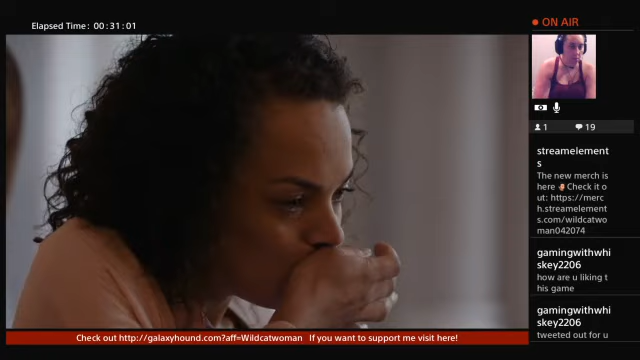 Elapsed Time: 00:31:01
ON AIR
1
19
streamelement
s
The new merch is
here Check it o
ut: https://merc
h.streamelement
s.com/wildcatwo
man042074
gamingwithwhi
skey2206
how are u liking t
his game
gamingwithwhi
skey2206
tweeted out for u
Check out http://galaxyhound.com?aff=Wildcatwoman If you want to support me visit here!